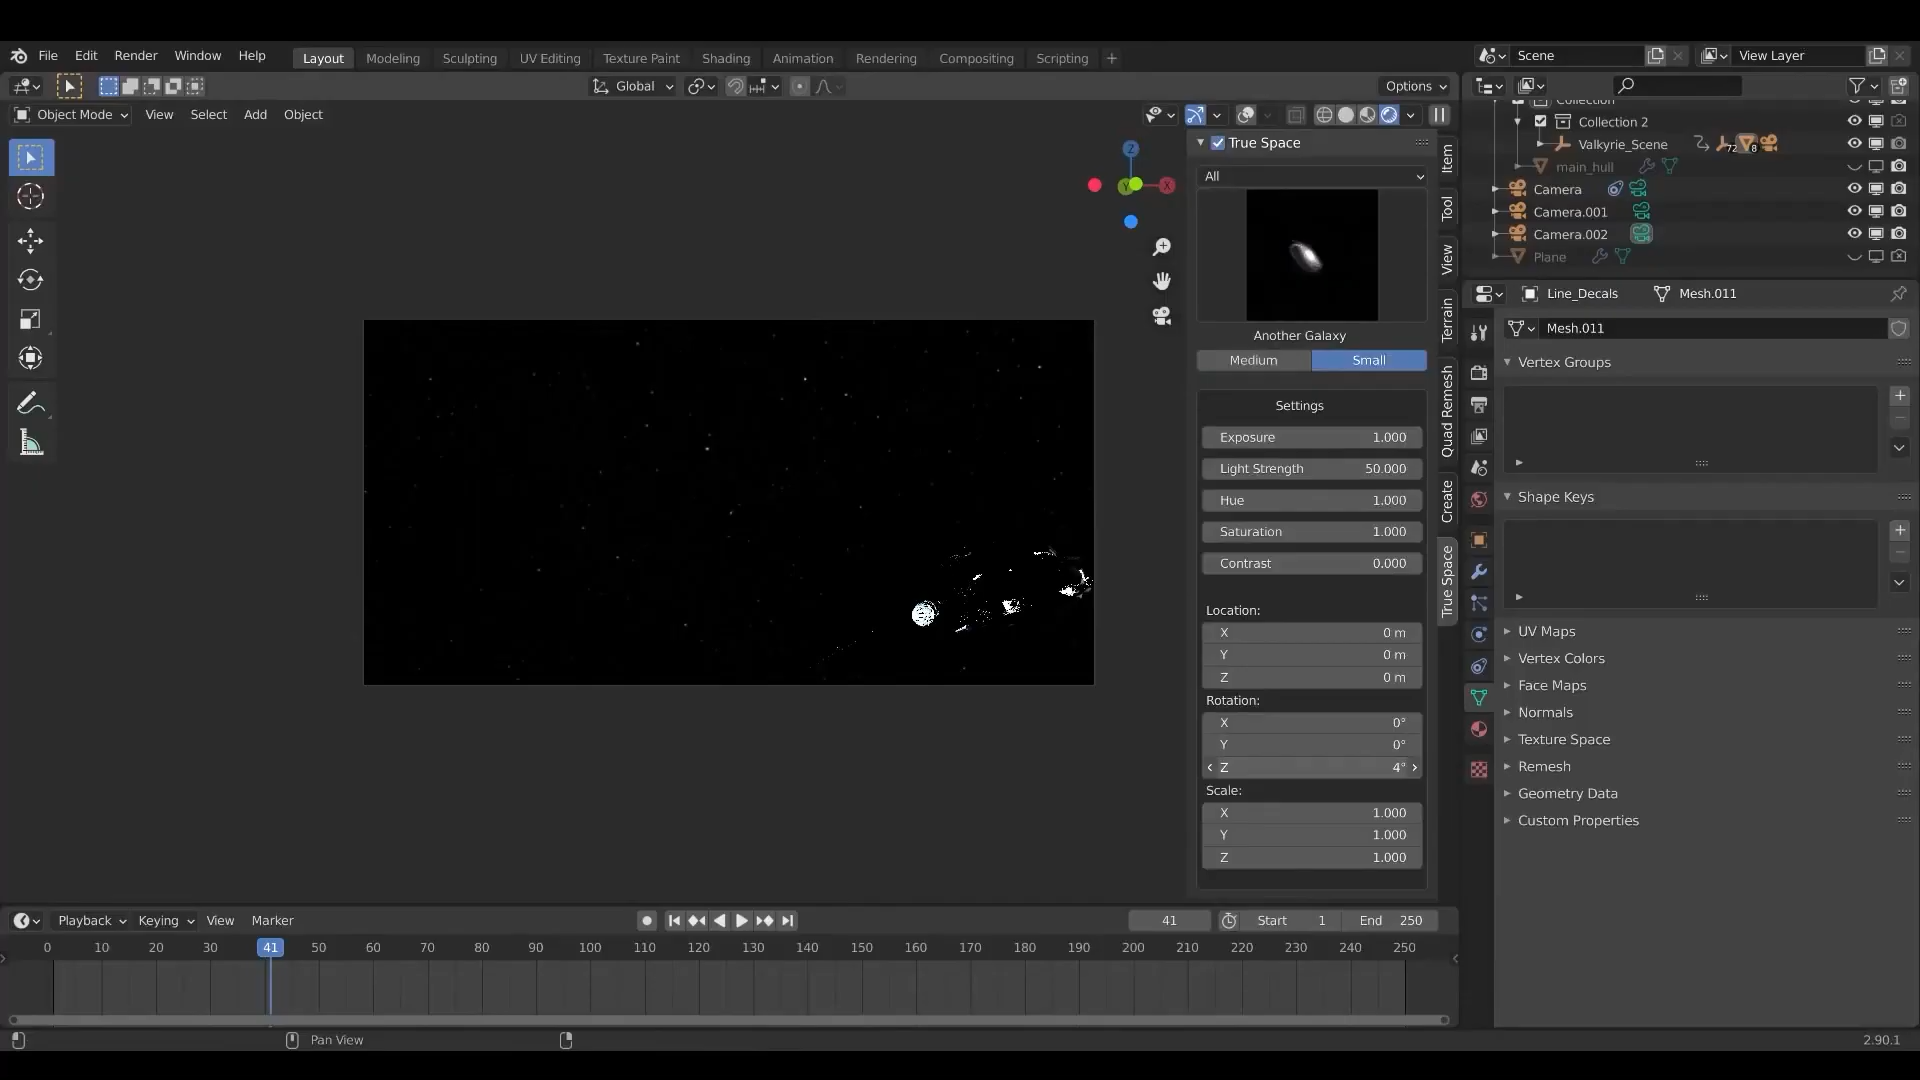 File Edit Render Window Help Layout Modeling Sculpting UV Editing Texture Paint Shading Animation Rendering Compositing Scripting + Scene View Layer
Global Options
Object Mode View Select Add Object
Collection
Collection 2
Valkyrie_Scene 72 8
main_hull
Camera
Camera.001
Camera.002
Plane
Z
Y X
True Space
All
Another Galaxy
Medium Small
Settings
Exposure 1.000
Light Strength 50.000
Hue 1.000
Saturation 1.000
Contrast 0.000
Location:
X 0 m
Y 0 m
Z 0 m
Rotation:
X 0°
Y 0°
Z 4°
Scale:
X 1.000
Y 1.000
Z 1.000
Item
Tool
View
Terrain
Quad Remesh
Create
True Space
Line_Decals Mesh.011
Mesh.011
Vertex Groups
Shape Keys
UV Maps
Vertex Colors
Face Maps
Normals
Texture Space
Remesh
Geometry Data
Custom Properties
Playback Keying View Marker 41 Start 1 End 250
0 10 20 30 41 50 60 70 80 90 100 110 120 130 140 150 160 170 180 190 200 210 220 230 240 250
Pan View 2.90.1